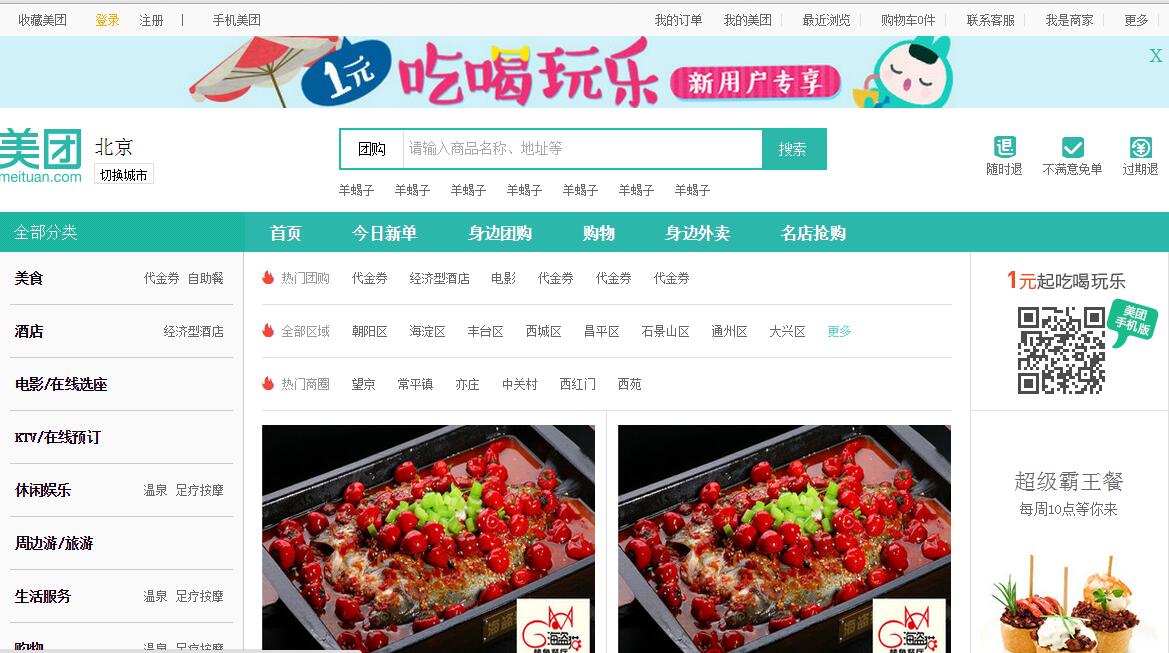 收藏美团 登录 注册 | 手机美团 我的订单 我的美团 最近浏览 购物车0件 联系客服 我是商家 更多
1元 吃喝玩乐 新用户专享 X
美团 meituan.com
北京
切换城市
团购 请输入商品名称、地址等 搜索
羊蝎子 羊蝎子 羊蝎子 羊蝎子 羊蝎子 羊蝎子 羊蝎子
退 随时退 不满意免单 过期退
全部分类 首页 今日新单 身边团购 购物 身边外卖 名店抢购
美食 代金券 自助餐
酒店 经济型酒店
电影/在线选座
KTV/在线预订
休闲娱乐 温泉 足疗按摩
周边游/旅游
生活服务 温泉 足疗按摩
购物 温泉 足疗按摩
热门团购 代金券 经济型酒店 电影 代金券 代金券 代金券
全部区域 朝阳区 海淀区 丰台区 西城区 昌平区 石景山区 通州区 大兴区 更多
热门商圈 望京 常平镇 亦庄 中关村 西红门 西苑
海盗猫
海盗猫
1元起吃喝玩乐
美团
手机版
超级霸王餐
每周10点等你来